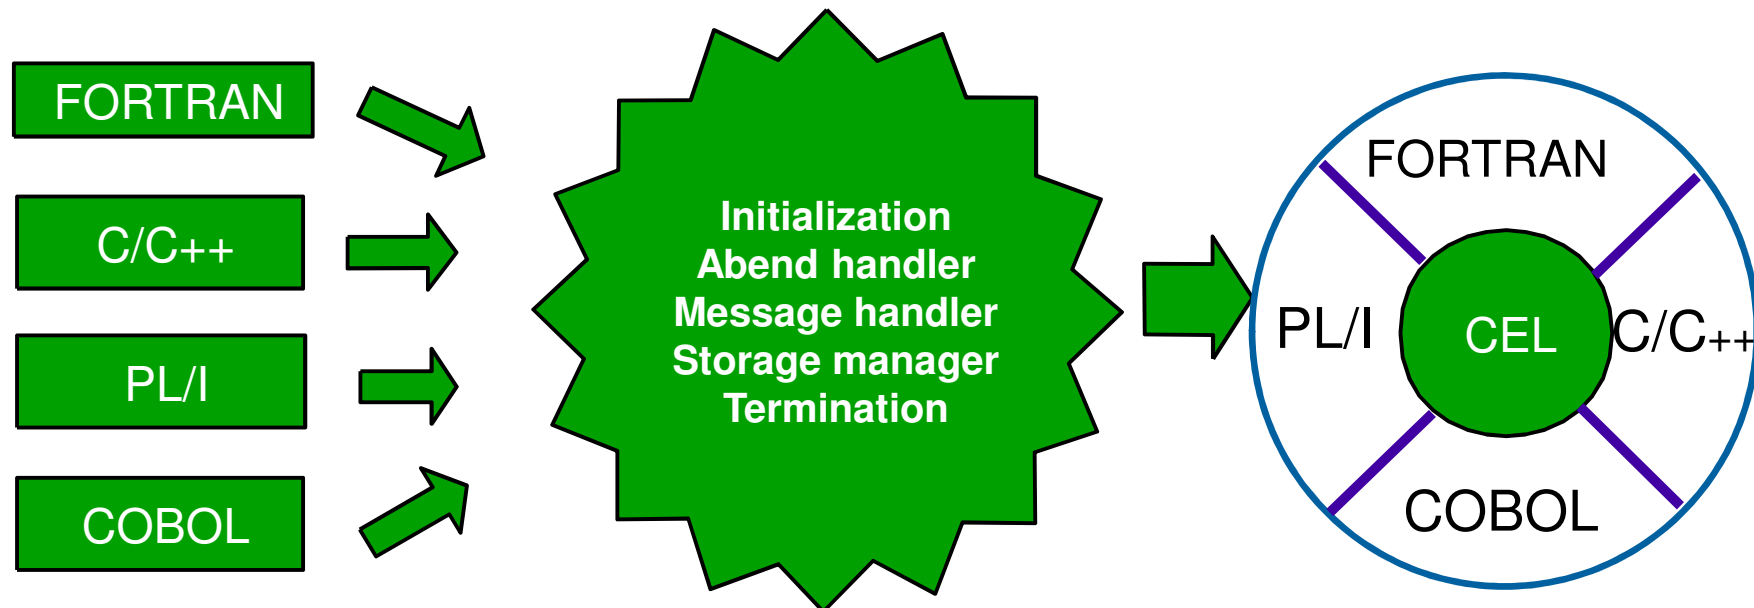 FORTRAN
C/C++
PL/I
COBOL
Initialization
Abend handler
Message handler
Storage manager
Termination
FORTRAN
PL/I
CEL
C/C++
COBOL